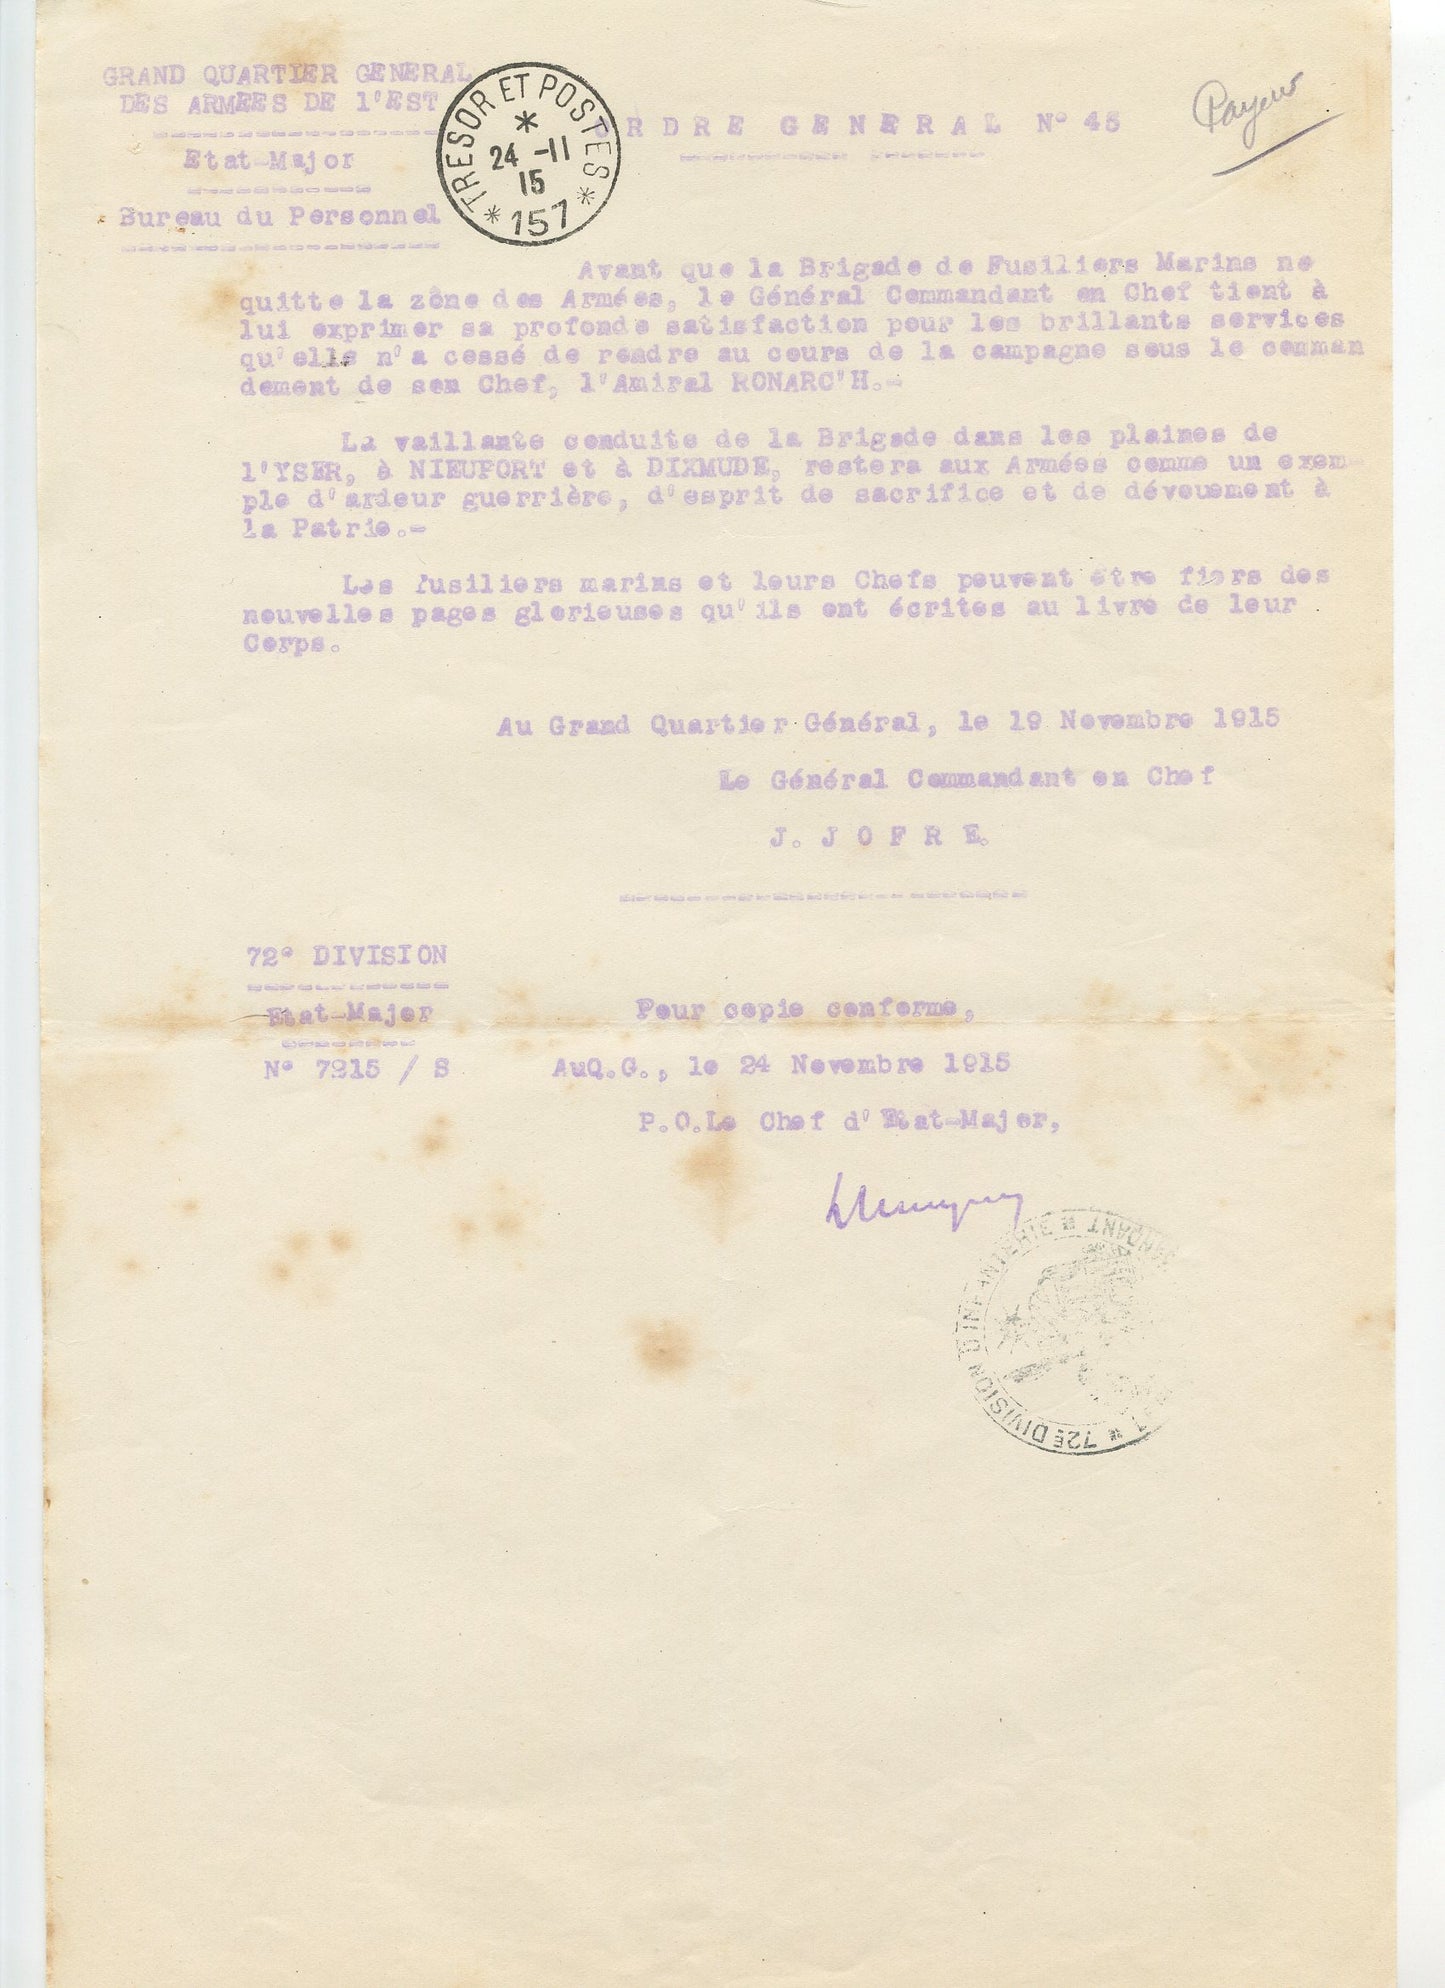 GRAND QUARTIER GENERAL
DES ARMEES DE l'EST
Etat-Major
Bureau du Personnel
TRESOR ET POSTES
24 -11
15
* 157 *
ORDRE GENERAL N° 45
Payeur
Avant que la Brigade de Fusiliers Marins ne
quitte la zône des Armées, le Général Commandant en Chef tient à
lui exprimer sa profonde satisfaction pour les brillants services
qu'elle n'a cessé de rendre au cours de la campagne sous le comman
dement de son Chef, l'Amiral RONARC'H.-
La vaillante conduite de la Brigade dans les plaines de
l'YSER, à NIEUPORT et à DIXMUDE, restera aux Armées comme un exem-
ple d'ardeur guerrière, d'esprit de sacrifice et de dévouement à
la Patrie.-
Les fusiliers marins et leurs Chefs peuvent être fiers des
nouvelles pages glorieuses qu'ils ont écrites au livre de leur
Corps.
Au Grand Quartier Général, le 19 Novembre 1915
Le Général Commandant en Chef
J. JOFRE.
72° DIVISION
Etat-Major
N° 7215 / S
Pour copie conforme,
AuQ.G., le 24 Novembre 1915
P.O.Le Chef d'Etat-Major,
72E DIVISION D'INFANTERIE *